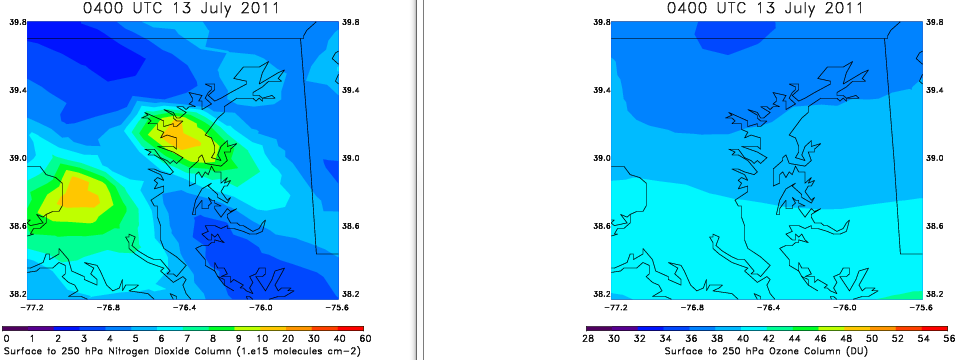 0400 UTC 13 July 2011
39.8
39.8
39.4
39.4
39.0
39.0
38.6
38.6
38.2
38.2
−77.2 −76.8 −76.4 −76.0 −75.6
0 1 2 3 4 5 6 7 8 9 10 20 30 40 60
Surface to 250 hPa Nitrogen Dioxide Column (1.e15 molecules cm−2)
0400 UTC 13 July 2011
39.8
39.8
39.4
39.4
39.0
39.0
38.6
38.6
38.2
38.2
−77.2 −76.8 −76.4 −76.0 −75.6
28 30 32 34 35 36 38 40 42 44 46 48 50 52 54 56
Surface to 250 hPa Ozone Column (DU)